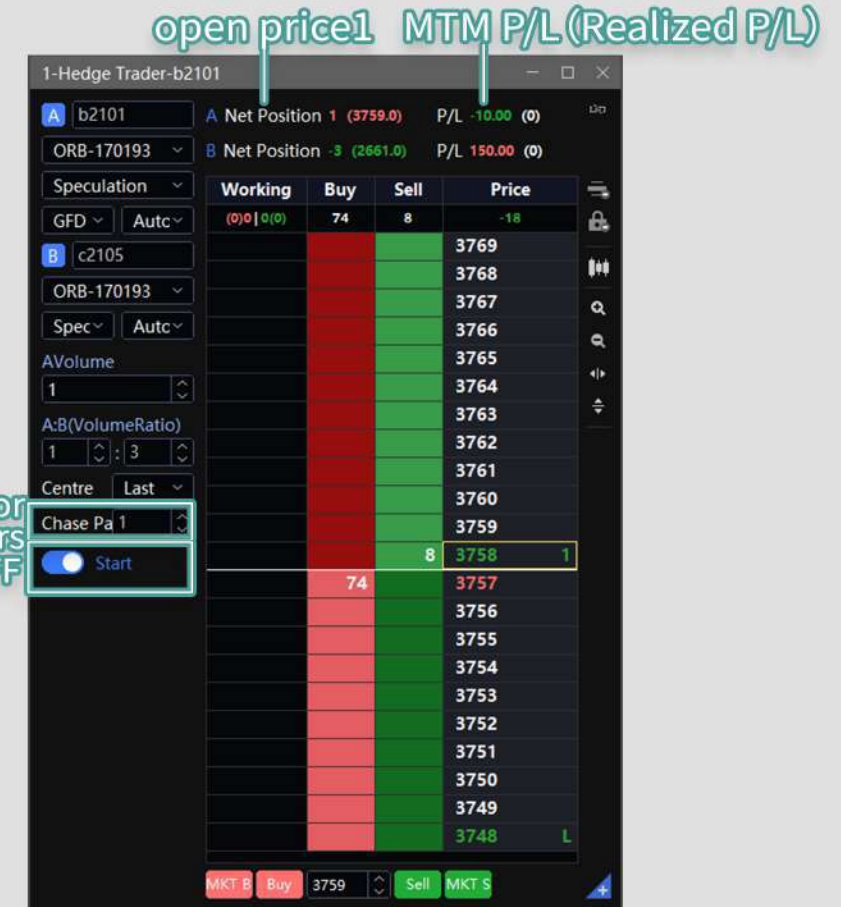 open price1 MTM P/L (Realized P/L)
1-Hedge Trader-b2101
A b2101 A Net Position 1 (3759.0) P/L -10.00 (0)
ORB-170193 B Net Position -3 (2661.0) P/L 150.00 (0)
Speculation Working Buy Sell Price
GFD Autc (0)0|0(0) 74 8 -18
B c2105 3769
3768
ORB-170193 3767
Spec Autc 3766
AVolume 3765
1 3764
3763
A:B(VolumeRatio) 3762
1 : 3 3761
Centre Last 3760
Chase Pa 1 3759
Start 8 3758 1
74 3757
3756
3755
3754
3753
3752
3751
3750
3749
3748 L
MKT B Buy 3759 Sell MKT S